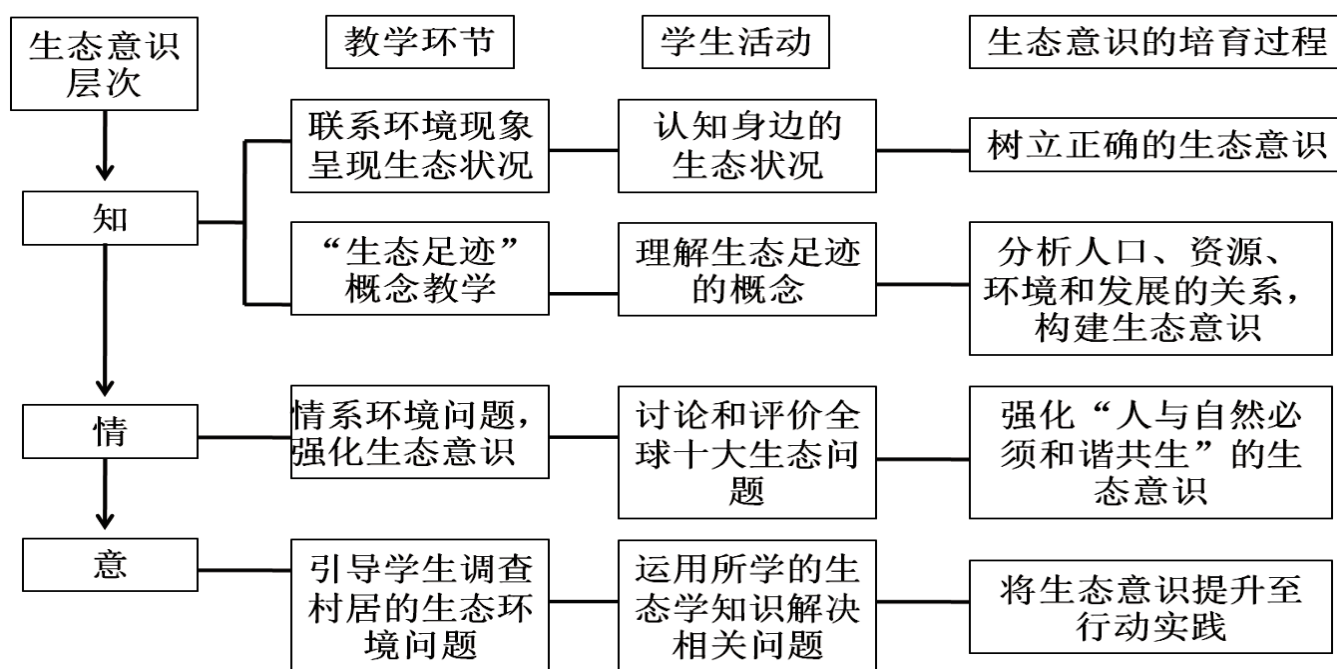 生态意识
层次
教学环节
学生活动
生态意识的培育过程
知
联系环境现象
呈现生态状况
认知身边的
生态状况
树立正确的生态意识
“生态足迹”
概念教学
理解生态足迹
的概念
分析人口、资源、
环境和发展的关系，
构建生态意识
情
情系环境问题，
强化生态意识
讨论和评价全
球十大生态问
题
强化“人与自然必
须和谐共生”的生
态意识
意
引导学生调查
村居的生态环
境问题
运用所学的生
态学知识解决
相关问题
将生态意识提升至
行动实践